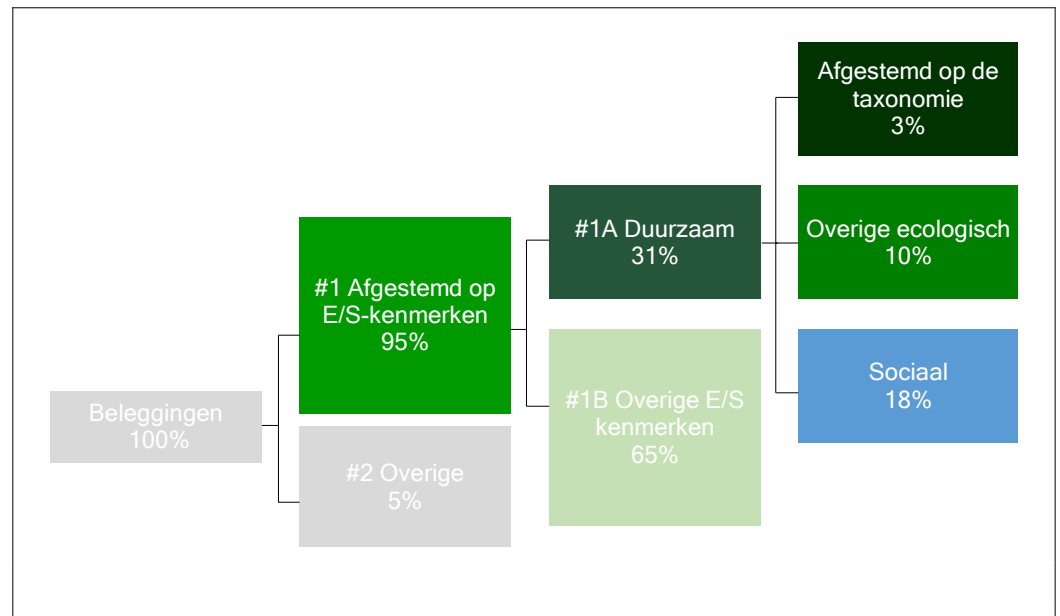 Beleggingen
100%
#1 Afgestemd op
E/S-kenmerken
95%
#2 Overige
5%
#1A Duurzaam
31%
#1B Overige E/S
kenmerken
65%
Afgestemd op de
taxonomie
3%
Overige ecologisch
10%
Sociaal
18%